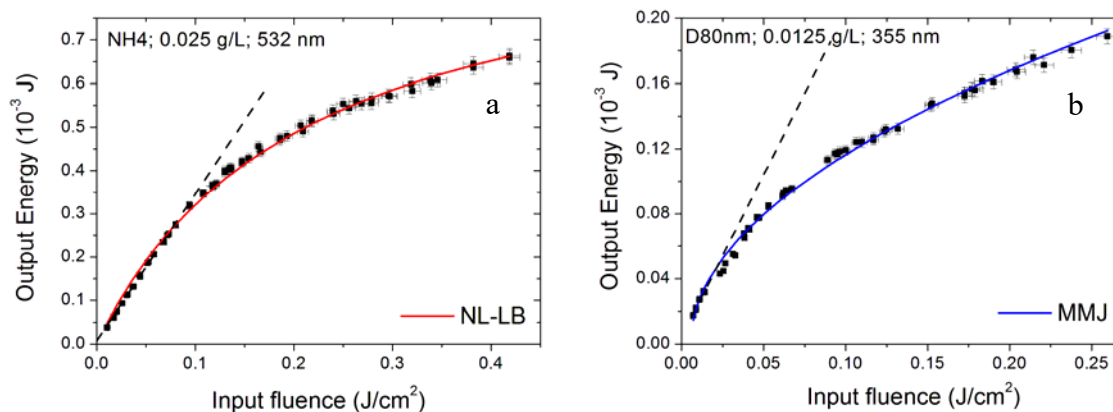 NH4; 0.025 g/L; 532 nm
a
NL-LB
Output Energy (10⁻³ J)
0.7
0.6
0.5
0.4
0.3
0.2
0.1
0.0
0.0 0.1 0.2 0.3 0.4
Input fluence (J/cm²)
D80nm; 0.0125 g/L; 355 nm
b
MMJ
Output Energy (10⁻³ J)
0.20
0.16
0.12
0.08
0.04
0.00
0.00 0.05 0.10 0.15 0.20 0.25
Input fluence (J/cm²)